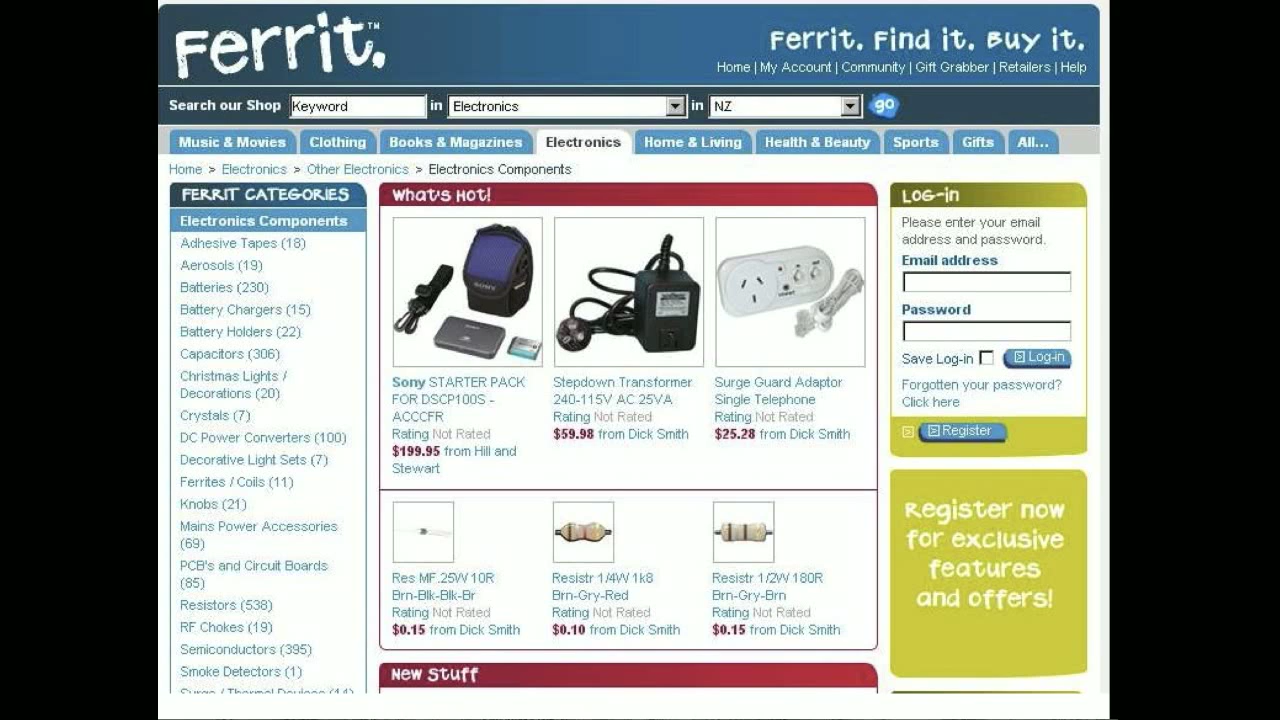 Ferrit.™
Ferrit. Find it. Buy it.
Home | My Account | Community | Gift Grabber | Retailers | Help
Search our Shop Keyword in Electronics in NZ go
Music & Movies Clothing Books & Magazines Electronics Home & Living Health & Beauty Sports Gifts All...
Home > Electronics > Other Electronics > Electronics Components
FERRIT CATEGORIES
Electronics Components
Adhesive Tapes (18)
Aerosols (19)
Batteries (230)
Battery Chargers (15)
Battery Holders (22)
Capacitors (306)
Christmas Lights /
Decorations (20)
Crystals (7)
DC Power Converters (100)
Decorative Light Sets (7)
Ferrites / Coils (11)
Knobs (21)
Mains Power Accessories
(69)
PCB's and Circuit Boards
(85)
Resistors (538)
RF Chokes (19)
Semiconductors (395)
Smoke Detectors (1)
Surge / Thermal Devices (14)
What's Hot!
SONY
Sony STARTER PACK
FOR DSCP100S -
ACCCFR
Rating Not Rated
$199.95 from Hill and
Stewart
Stepdown Transformer
240-115V AC 25VA
Rating Not Rated
$59.98 from Dick Smith
Surge Guard Adaptor
Single Telephone
Rating Not Rated
$25.28 from Dick Smith
Res MF.25W 10R
Brn-Blk-Blk-Br
Rating Not Rated
$0.15 from Dick Smith
Resistr 1/4W 1k8
Brn-Gry-Red
Rating Not Rated
$0.10 from Dick Smith
Resistr 1/2W 180R
Brn-Gry-Brn
Rating Not Rated
$0.15 from Dick Smith
New Stuff
Log-in
Please enter your email
address and password.
Email address
Password
Save Log-in Log-in
Forgotten your password?
Click here
Register
Register now
for exclusive
features
and offers!